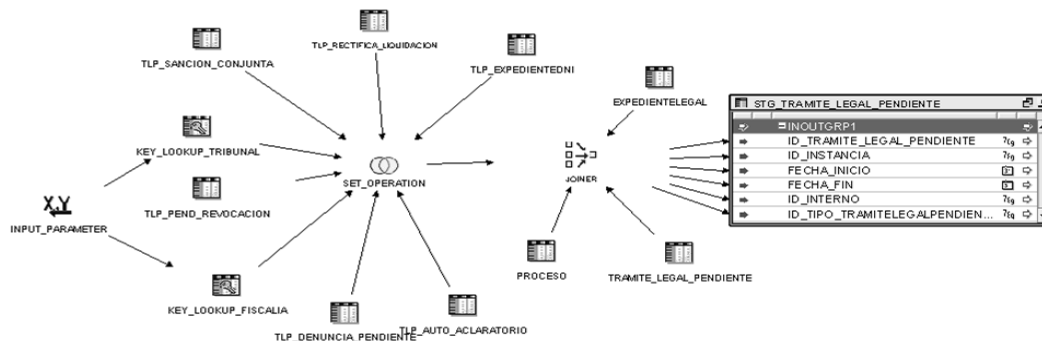 TLP_SANCION_CONJUNTA
TLP_RECTIFICA_LIQUIDACION
TLP_EXPEDIENTEDNI
EXPEDIENTELEGAL
KEY_LOOKUP_TRIBUNAL
TLP_PEND_REVOCACION
SET_OPERATION
JOINER
X.Y
INPUT_PARAMETER
KEY_LOOKUP_FISCALIA
TLP_DENUNCIA_PENDIENTE
TLP_AUTO_ACLARATORIO
PROCESO
TRAMITE_LEGAL_PENDIENTE
STG_TRAMITE_LEGAL_PENDIENTE
INOUTGRP1
ID_TRAMITE_LEGAL_PENDIENTE
ID_INSTANCIA
FECHA_INICIO
FECHA_FIN
ID_INTERNO
ID_TIPO_TRAMITELEGALPENDIEN...